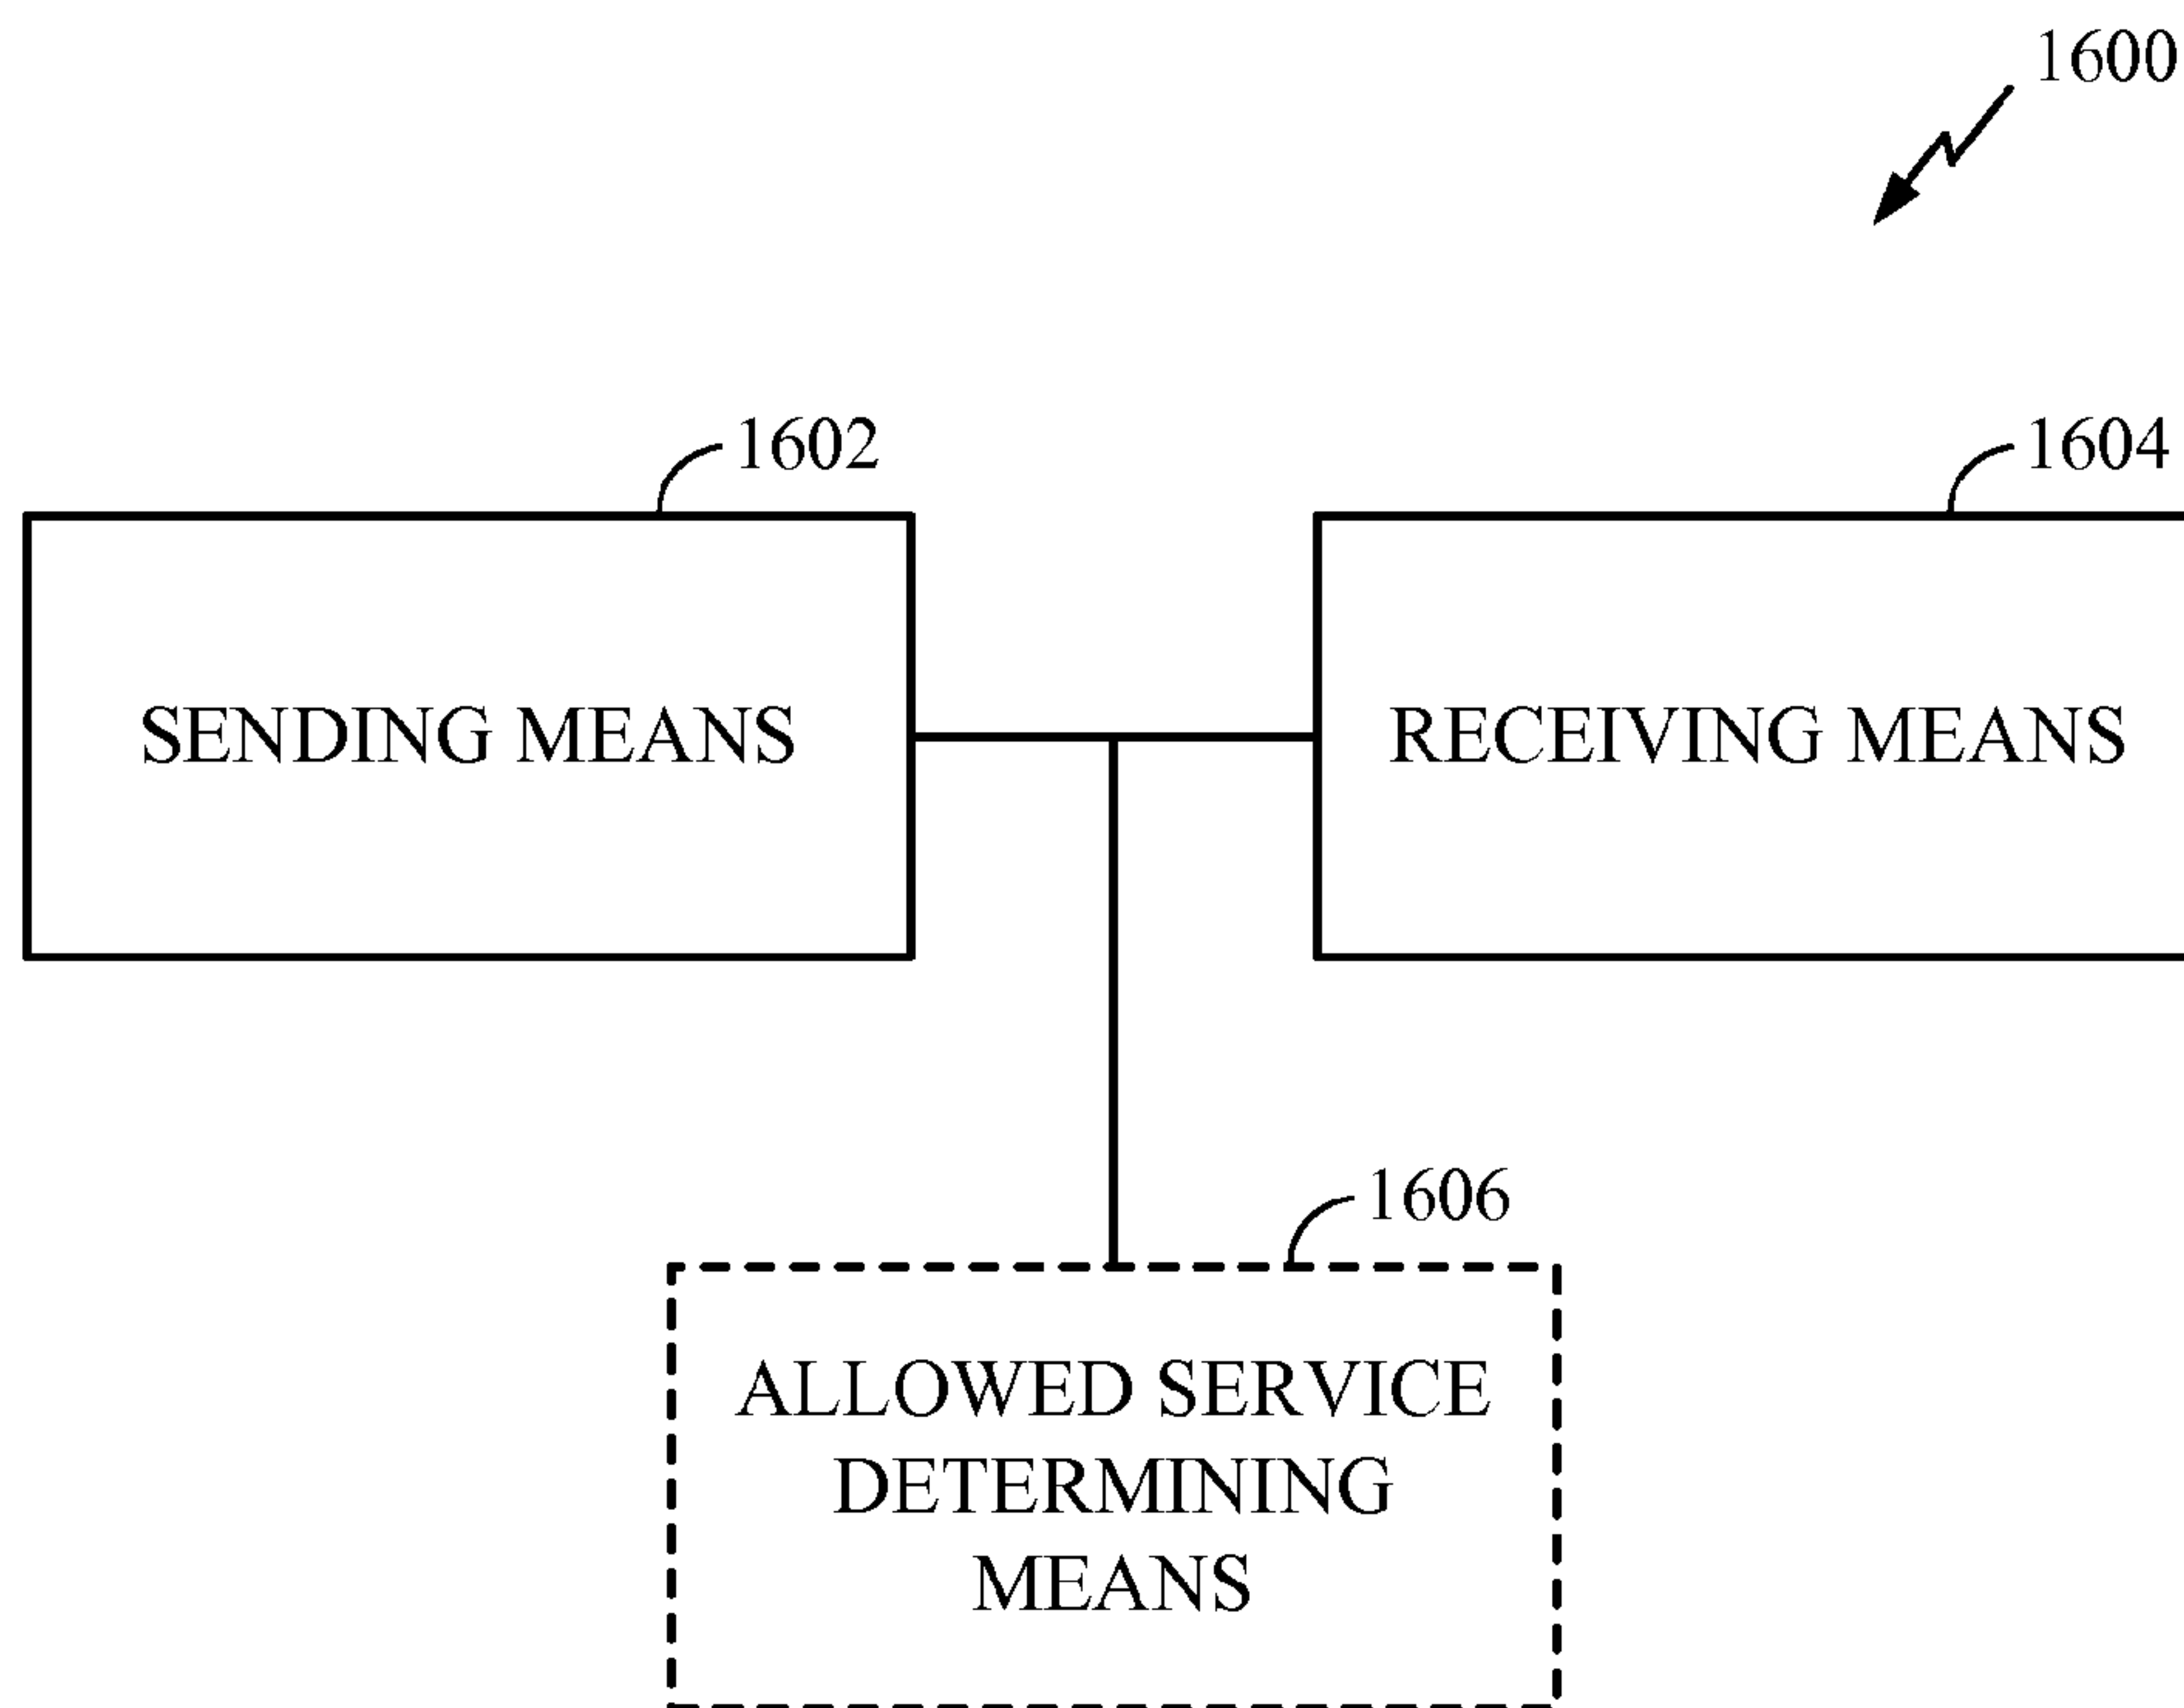 1600
1602
1604
SENDING MEANS
RECEIVING MEANS
1606
ALLOWED SERVICE
DETERMINING
MEANS